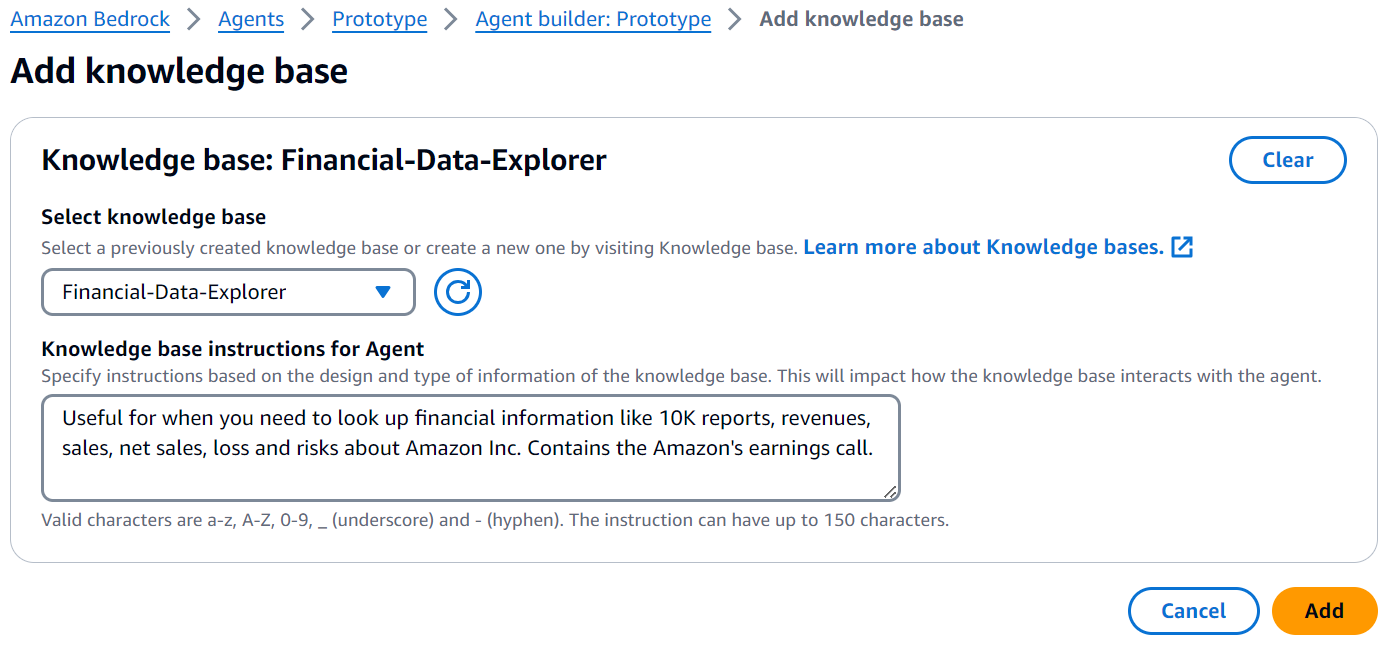 Amazon Bedrock > Agents > Prototype > Agent builder: Prototype > Add knowledge base
Add knowledge base
Knowledge base: Financial-Data-Explorer
Clear
Select knowledge base
Select a previously created knowledge base or create a new one by visiting Knowledge base. Learn more about Knowledge bases.
Financial-Data-Explorer
Knowledge base instructions for Agent
Specify instructions based on the design and type of information of the knowledge base. This will impact how the knowledge base interacts with the agent.
Useful for when you need to look up financial information like 10K reports, revenues,
sales, net sales, loss and risks about Amazon Inc. Contains the Amazon's earnings call.
Valid characters are a-z, A-Z, 0-9, _ (underscore) and - (hyphen). The instruction can have up to 150 characters.
Cancel
Add